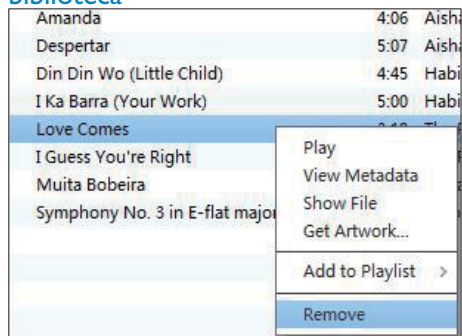 Biblioteca
Amanda 4:06 Aisha
Despertar 5:07 Aisha
Din Din Wo (Little Child) 4:45 Habi
I Ka Barra (Your Work) 5:00 Habi
Love Comes
I Guess You're Right
Muita Bobeira
Symphony No. 3 in E-flat major
Play
View Metadata
Show File
Get Artwork...
Add to Playlist >
Remove